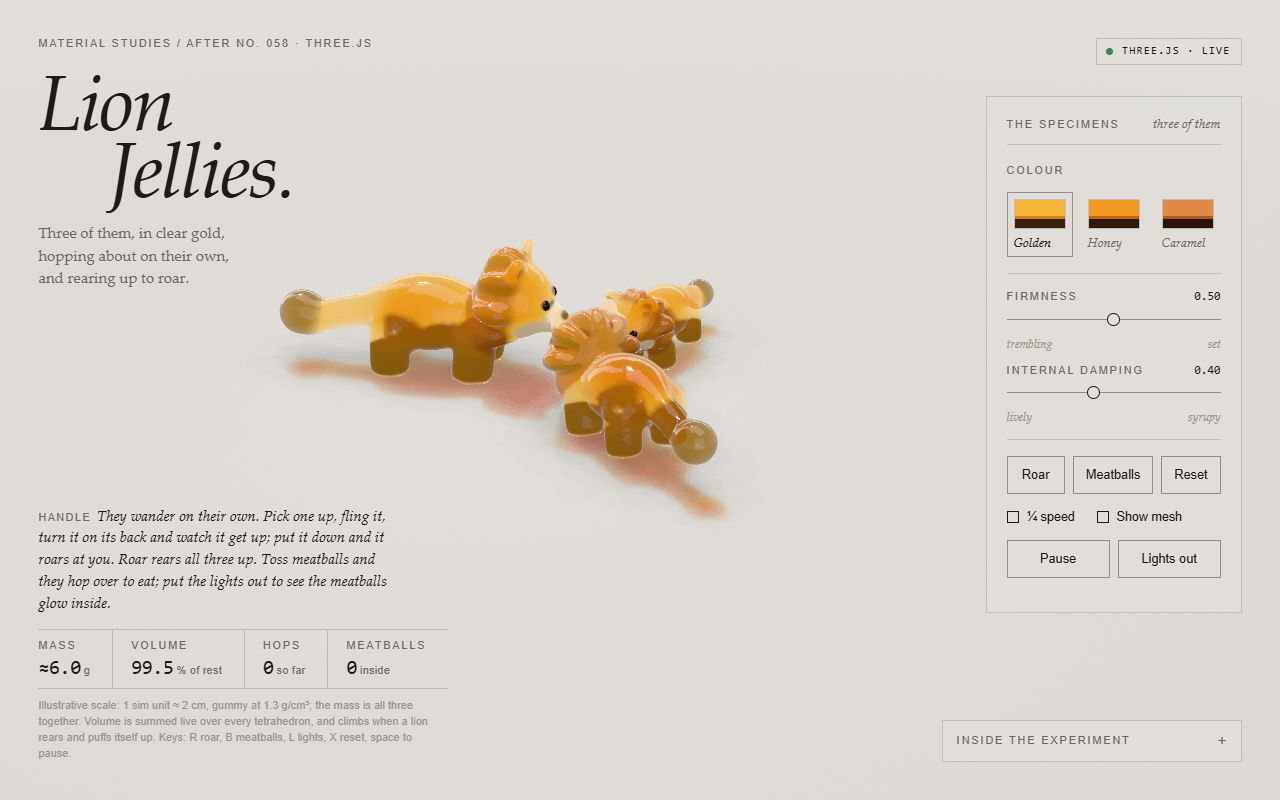 MATERIAL STUDIES / AFTER NO. 058 · THREE.JS
Lion
Jellies.
Three of them, in clear gold,
hopping about on their own,
and rearing up to roar.
THREE.JS · LIVE
THE SPECIMENS three of them
COLOUR
Golden Honey Caramel
FIRMNESS 0.50
trembling set
INTERNAL DAMPING 0.40
lively syrupy
Roar Meatballs Reset
¼ speed Show mesh
Pause Lights out
HANDLE They wander on their own. Pick one up, fling it,
turn it on its back and watch it get up; put it down and it
roars at you. Roar rears all three up. Toss meatballs and
they hop over to eat; put the lights out to see the meatballs
glow inside.
MASS VOLUME HOPS MEATBALLS
≈6.0 g 99.5 % of rest 0 so far 0 inside
Illustrative scale: 1 sim unit ≈ 2 cm, gummy at 1.3 g/cm³; the mass is all three
together. Volume is summed live over every tetrahedron, and climbs when a lion
rears and puffs itself up. Keys: R roar, B meatballs, L lights, X reset, space to
pause.
INSIDE THE EXPERIMENT +